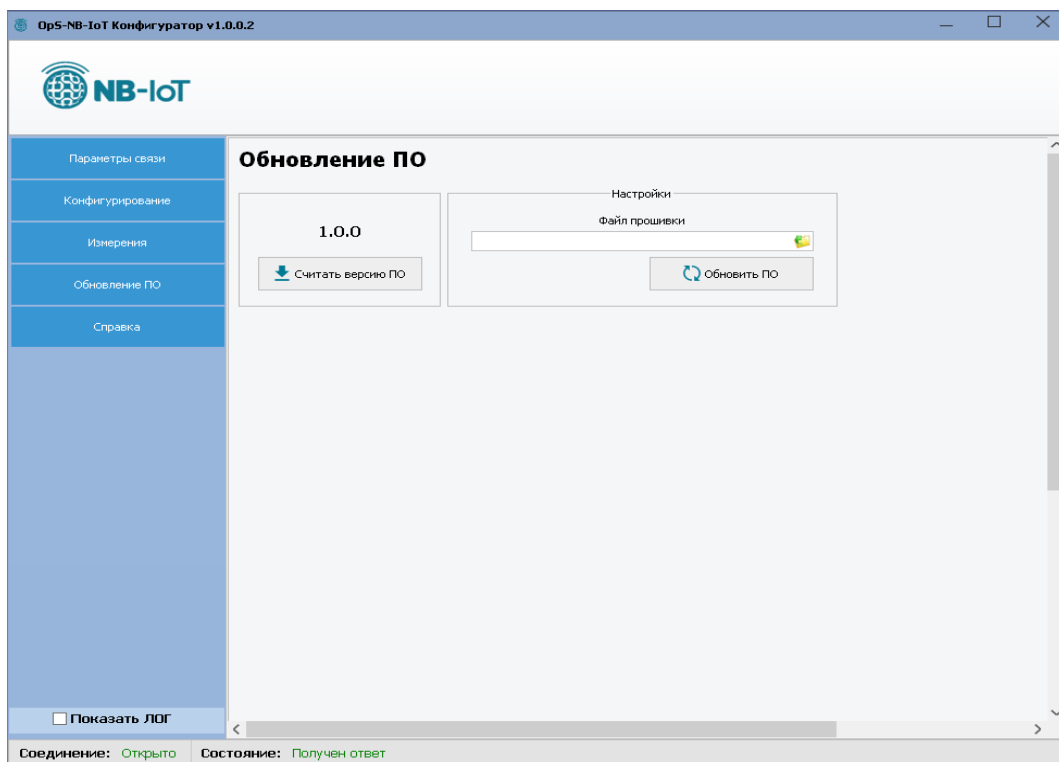 OpS-NB-IoT Конфигуратор v1.0.0.2
NB-IoT
Параметры связи
Конфигурирование
Измерения
Обновление ПО
Справка
Обновление ПО
1.0.0
Считать версию ПО
Настройки
Файл прошивки
Обновить ПО
Показать ЛОГ
Соединение: Открыто Состояние: Получен ответ